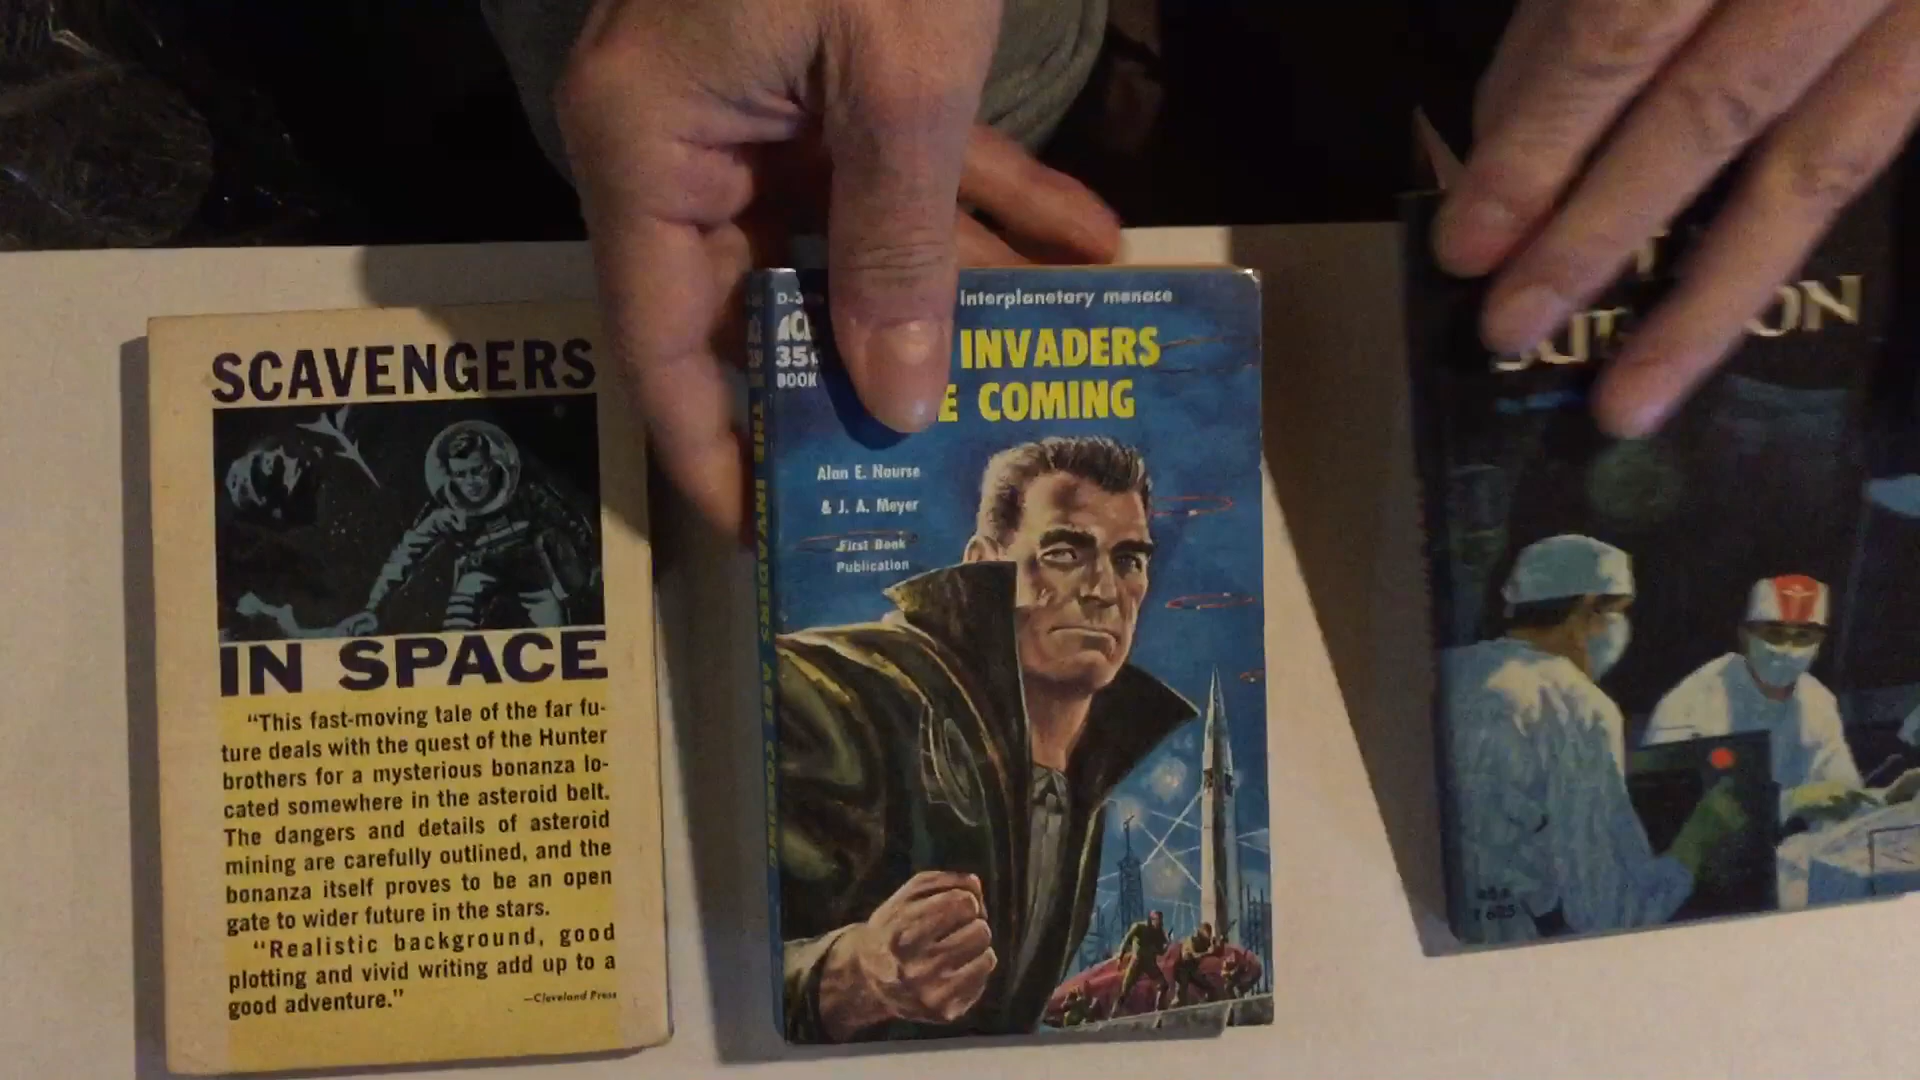 SCAVENGERS
IN SPACE
"This fast-moving tale of the far fu-
ture deals with the quest of the Hunter
brothers for a mysterious bonanza lo-
cated somewhere in the asteroid belt.
The dangers and details of asteroid
mining are carefully outlined, and the
bonanza itself proves to be an open
gate to wider future in the stars.
"Realistic background, good
plotting and vivid writing add up to a
good adventure."
—Cleveland Press
Interplanetary menace
35¢
BOOK
INVADERS
COMING
Alan E. Nourse
& J. A. Meyer
First Book
Publication
THE INVADERS ARE COMING